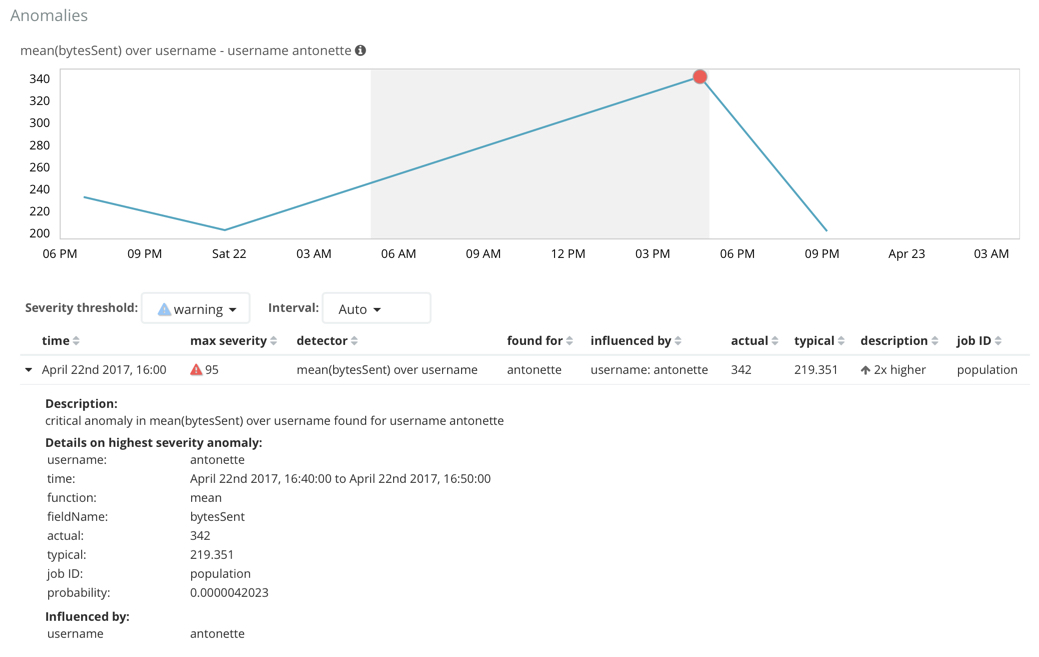 Anomalies
mean(bytesSent) over username - username antonette
340
320
300
280
260
240
220
200
06 PM 09 PM Sat 22 03 AM 06 AM 09 AM 12 PM 03 PM 06 PM 09 PM Apr 23 03 AM
Severity threshold: warning Interval: Auto
time max severity detector found for influenced by actual typical description job ID
April 22nd 2017, 16:00 95 mean(bytesSent) over username antonette username: antonette 342 219.351 2x higher population
Description:
critical anomaly in mean(bytesSent) over username found for username antonette
Details on highest severity anomaly:
username: antonette
time: April 22nd 2017, 16:40:00 to April 22nd 2017, 16:50:00
function: mean
fieldName: bytesSent
actual: 342
typical: 219.351
job ID: population
probability: 0.0000042023
Influenced by:
username antonette